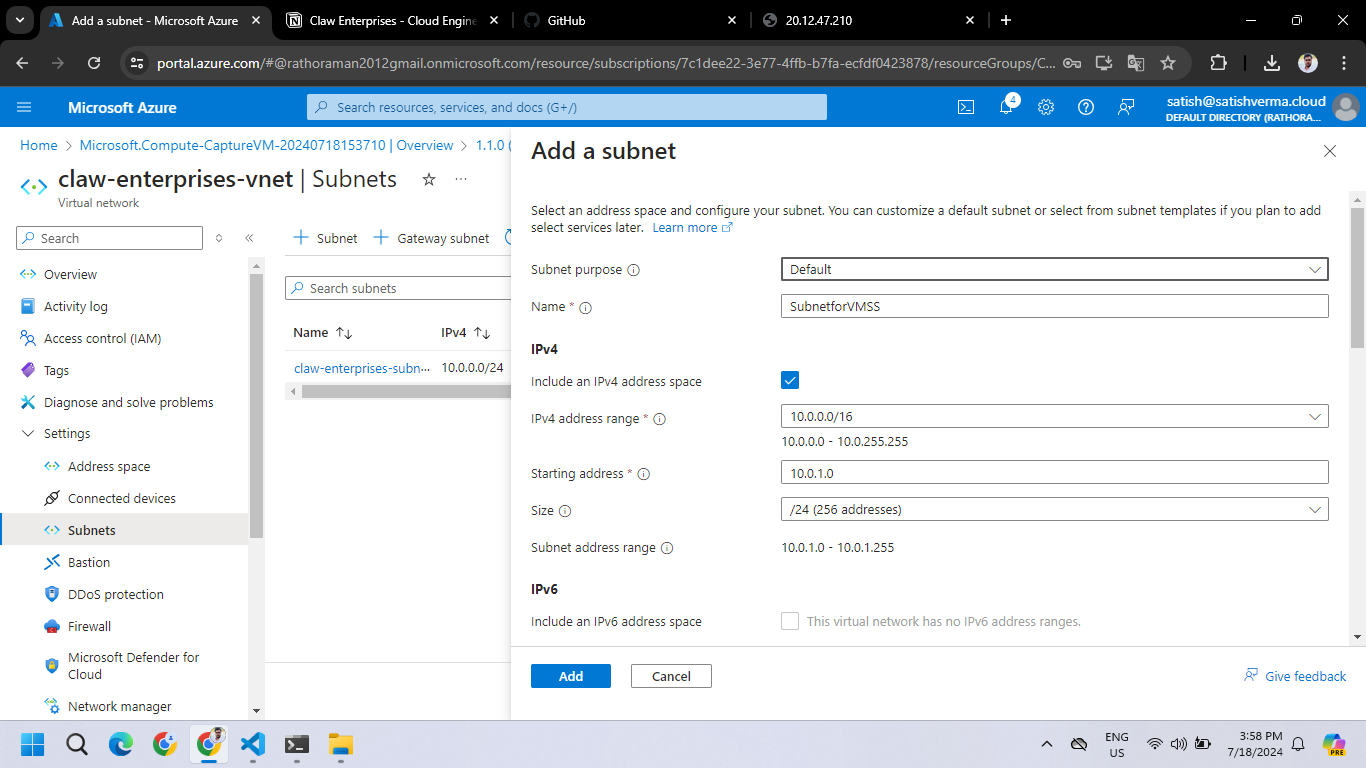 Add a subnet - Microsoft Azure
Claw Enterprises - Cloud Engine
GitHub
20.12.47.210
portal.azure.com/#@rathoraman2012gmail.onmicrosoft.com/resource/subscriptions/7c1dee22-3e77-4ffb-b7fa-ecfdf0423878/resourceGroups/C...
Microsoft Azure
Search resources, services, and docs (G+/)
4
satish@satishverma.cloud
DEFAULT DIRECTORY (RATHORA...
Home > Microsoft.Compute-CaptureVM-20240718153710 | Overview > 1.1.0 (
claw-enterprises-vnet | Subnets
Virtual network
Search
Overview
Activity log
Access control (IAM)
Tags
Diagnose and solve problems
Settings
Address space
Connected devices
Subnets
Bastion
DDoS protection
Firewall
Microsoft Defender for
Cloud
Network manager
+ Subnet + Gateway subnet
Search subnets
Name IPv4
claw-enterprises-subn... 10.0.0.0/24
Add a subnet
Select an address space and configure your subnet. You can customize a default subnet or select from subnet templates if you plan to add
select services later. Learn more
Subnet purpose Default
Name * SubnetforVMSS
IPv4
Include an IPv4 address space
IPv4 address range * 10.0.0.0/16
10.0.0.0 - 10.0.255.255
Starting address * 10.0.1.0
Size /24 (256 addresses)
Subnet address range 10.0.1.0 - 10.0.1.255
IPv6
Include an IPv6 address space This virtual network has no IPv6 address ranges.
Add Cancel
Give feedback
ENG
US
3:58 PM
7/18/2024
PRE